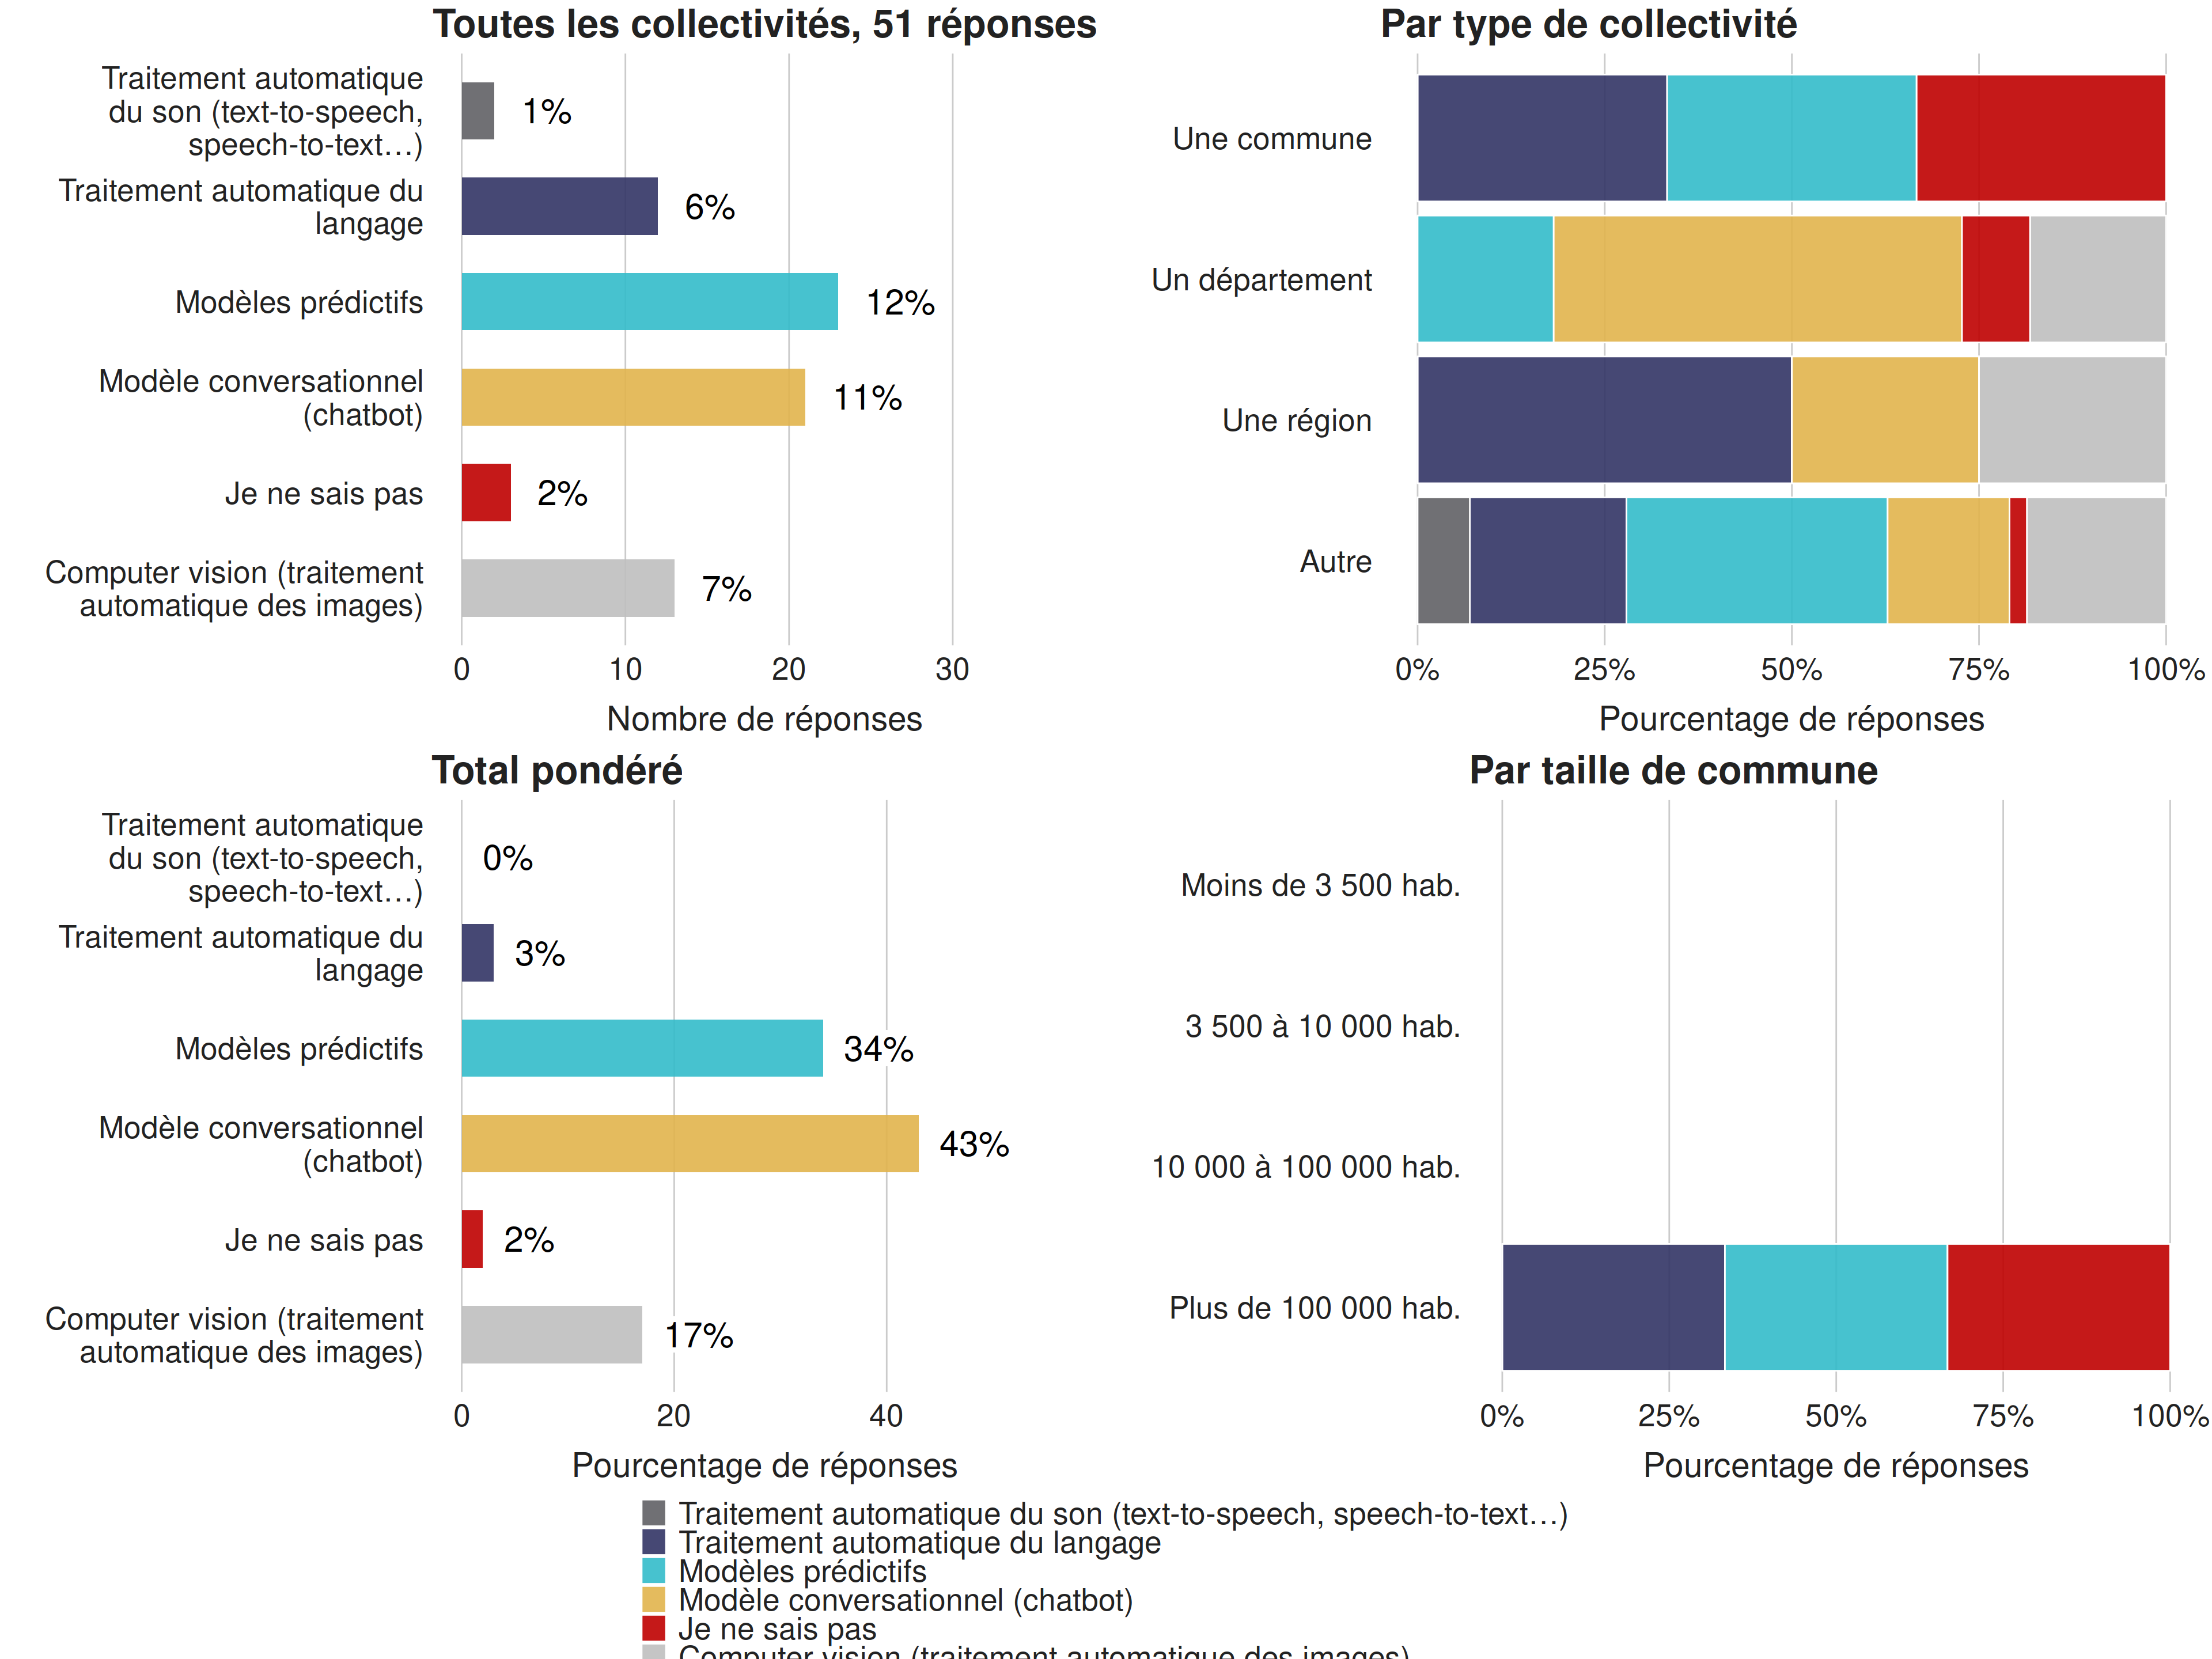 Toutes les collectivités, 51 réponses
Traitement automatique
du son (text-to-speech,
speech-to-text…)
1%
Traitement automatique du
langage
6%
Modèles prédictifs
12%
Modèle conversationnel
(chatbot)
11%
Je ne sais pas
2%
Computer vision (traitement
automatique des images)
7%
0 10 20 30
Nombre de réponses
Par type de collectivité
Une commune
Un département
Une région
Autre
0% 25% 50% 75% 100%
Pourcentage de réponses
Total pondéré
Traitement automatique
du son (text-to-speech,
speech-to-text…)
0%
Traitement automatique du
langage
3%
Modèles prédictifs
34%
Modèle conversationnel
(chatbot)
43%
Je ne sais pas
2%
Computer vision (traitement
automatique des images)
17%
0 20 40
Pourcentage de réponses
Par taille de commune
Moins de 3 500 hab.
3 500 à 10 000 hab.
10 000 à 100 000 hab.
Plus de 100 000 hab.
0% 25% 50% 75% 100%
Pourcentage de réponses
Traitement automatique du son (text-to-speech, speech-to-text…)
Traitement automatique du langage
Modèles prédictifs
Modèle conversationnel (chatbot)
Je ne sais pas
Computer vision (traitement automatique des images)